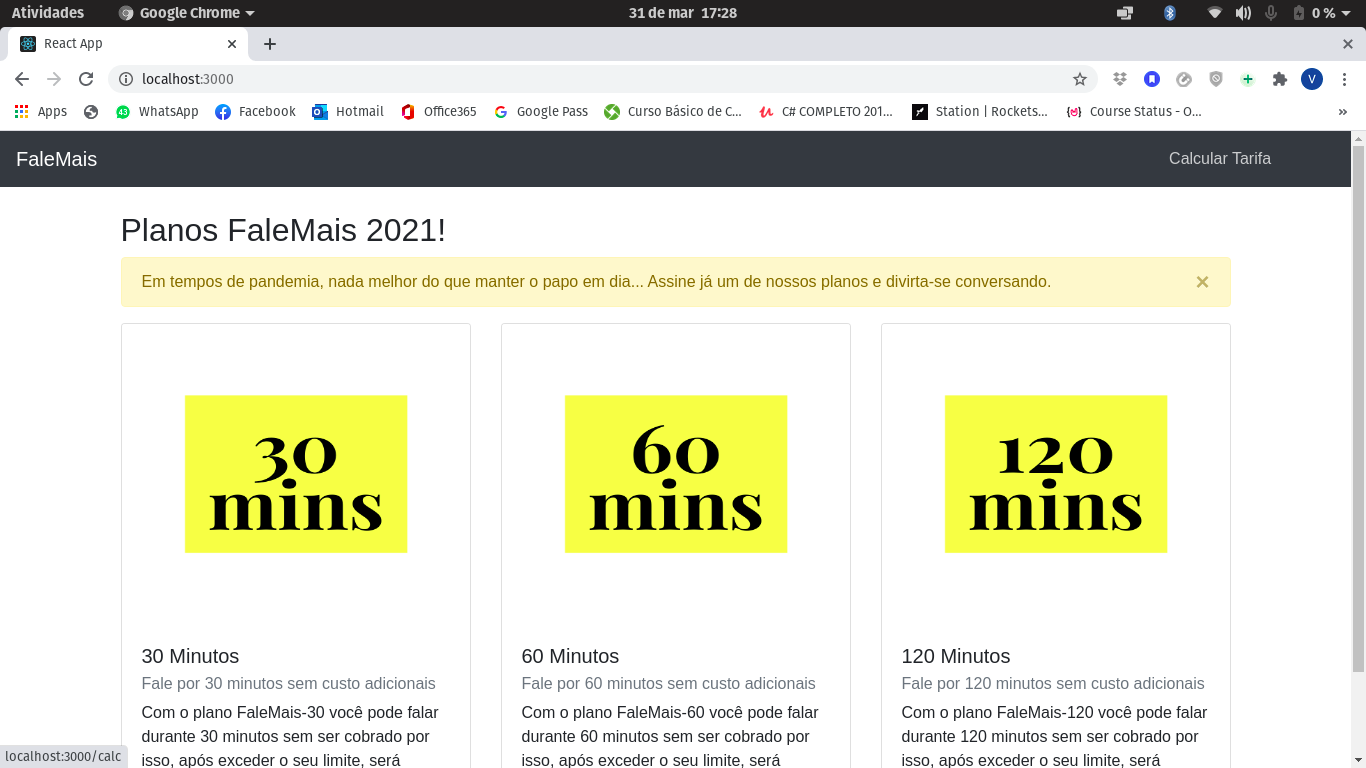 Atividades Google Chrome 31 de mar 17:28 0 %
React App
localhost:3000 V
Apps 43 WhatsApp Facebook Hotmail Office365 Google Pass Curso Básico de C... C# COMPLETO 201... Station | Rockets... Course Status - O... »
FaleMais Calcular Tarifa
Planos FaleMais 2021!
Em tempos de pandemia, nada melhor do que manter o papo em dia... Assine já um de nossos planos e divirta-se conversando. ×
30
mins
30 Minutos
Fale por 30 minutos sem custo adicionais
Com o plano FaleMais-30 você pode falar
durante 30 minutos sem ser cobrado por
isso, após exceder o seu limite, será
60
mins
60 Minutos
Fale por 60 minutos sem custo adicionais
Com o plano FaleMais-60 você pode falar
durante 60 minutos sem ser cobrado por
isso, após exceder o seu limite, será
120
mins
120 Minutos
Fale por 120 minutos sem custo adicionais
Com o plano FaleMais-120 você pode falar
durante 120 minutos sem ser cobrado por
isso, após exceder o seu limite, será
localhost:3000/calc